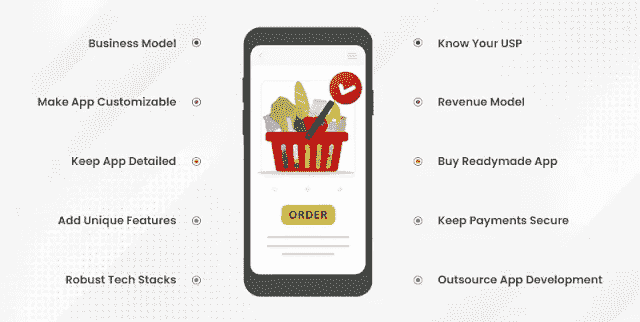 Business Model
Make App Customizable
Keep App Detailed
Add Unique Features
Robust Tech Stacks
ORDER
Know Your USP
Revenue Model
Buy Readymade App
Keep Payments Secure
Outsource App Development